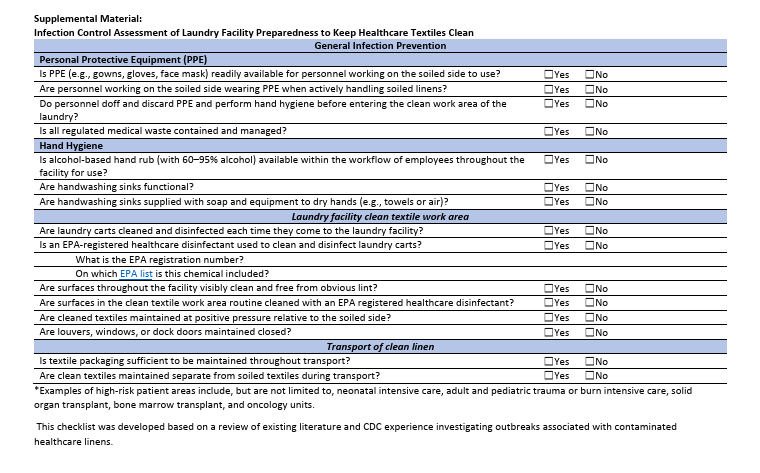 Supplemental Material:
Infection Control Assessment of Laundry Facility Preparedness to Keep Healthcare Textiles Clean
General Infection Prevention
Personal Protective Equipment (PPE)
Is PPE (e.g., gowns, gloves, face mask) readily available for personnel working on the soiled side to use? ☐Yes ☐No
Are personnel working on the soiled side wearing PPE when actively handling soiled linens? ☐Yes ☐No
Do personnel doff and discard PPE and perform hand hygiene before entering the clean work area of the ☐Yes ☐No
laundry?
Is all regulated medical waste contained and managed? ☐Yes ☐No
Hand Hygiene
Is alcohol-based hand rub (with 60–95% alcohol) available within the workflow of employees throughout the ☐Yes ☐No
facility for use?
Are handwashing sinks functional? ☐Yes ☐No
Are handwashing sinks supplied with soap and equipment to dry hands (e.g., towels or air)? ☐Yes ☐No
Laundry facility clean textile work area
Are laundry carts cleaned and disinfected each time they come to the laundry facility? ☐Yes ☐No
Is an EPA-registered healthcare disinfectant used to clean and disinfect laundry carts? ☐Yes ☐No
What is the EPA registration number?
On which EPA list is this chemical included?
Are surfaces throughout the facility visibly clean and free from obvious lint? ☐Yes ☐No
Are surfaces in the clean textile work area routine cleaned with an EPA registered healthcare disinfectant? ☐Yes ☐No
Are cleaned textiles maintained at positive pressure relative to the soiled side? ☐Yes ☐No
Are louvers, windows, or dock doors maintained closed? ☐Yes ☐No
Transport of clean linen
Is textile packaging sufficient to be maintained throughout transport? ☐Yes ☐No
Are clean textiles maintained separate from soiled textiles during transport? ☐Yes ☐No
*Examples of high-risk patient areas include, but are not limited to, neonatal intensive care, adult and pediatric trauma or burn intensive care, solid
organ transplant, bone marrow transplant, and oncology units.
This checklist was developed based on a review of existing literature and CDC experience investigating outbreaks associated with contaminated
healthcare linens.